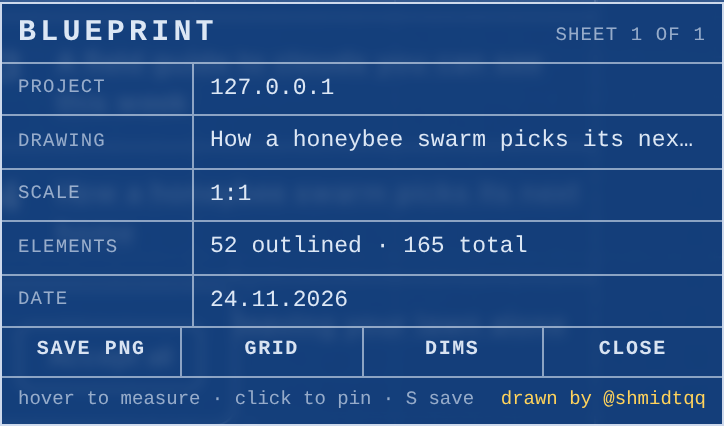 BLUEPRINT SHEET 1 OF 1
PROJECT 127.0.0.1
DRAWING How a honeybee swarm picks its nex…
SCALE 1:1
ELEMENTS 52 outlined · 165 total
DATE 24.11.2026
SAVE PNG GRID DIMS CLOSE
hover to measure · click to pin · S save drawn by @shmidtqq